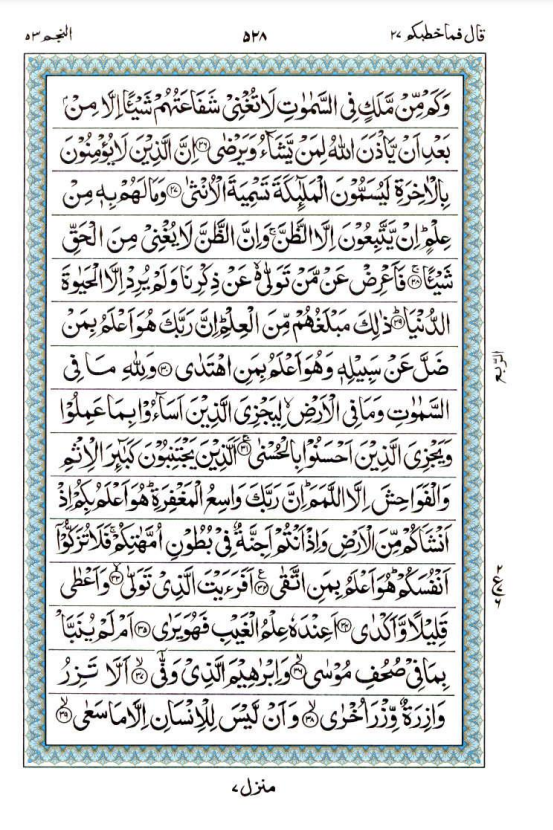 قال فما خطبكم ۲۷ ۵۲۸ النجم ۵۳
وَكَمْ مِّنْ مَّلَكٍ فِى السَّمٰوٰتِ لَا تُغْنِىْ شَفَاعَتُهُمْ شَيْـًٔا اِلَّا مِنْۢ
بَعْدِ اَنْ يَّاْذَنَ اللّٰهُ لِمَنْ يَّشَآءُ وَيَرْضٰى ۝۲۶ اِنَّ الَّذِيْنَ لَا يُؤْمِنُوْنَ
بِالْاٰخِرَةِ لَيُسَمُّوْنَ الْمَلٰٓئِكَةَ تَسْمِيَةَ الْاُنْثٰى ۝۲۷ وَمَا لَهُمْ بِهٖ مِنْ
عِلْمٍ ؕ اِنْ يَّتَّبِعُوْنَ اِلَّا الظَّنَّ ۚ وَاِنَّ الظَّنَّ لَا يُغْنِىْ مِنَ الْحَقِّ
شَيْـًٔا ۚ۝۲۸ فَاَعْرِضْ عَنْ مَّنْ تَوَلّٰى ۙ۬ عَنْ ذِكْرِنَا وَلَمْ يُرِدْ اِلَّا الْحَيٰوةَ
الدُّنْيَا ؕ۝۲۹ ذٰلِكَ مَبْلَغُهُمْ مِّنَ الْعِلْمِ ؕ اِنَّ رَبَّكَ هُوَ اَعْلَمُ بِمَنْ
ضَلَّ عَنْ سَبِيْلِهٖ وَهُوَ اَعْلَمُ بِمَنِ اهْتَدٰى ۝۳۰ وَلِلّٰهِ مَا فِى
السَّمٰوٰتِ وَمَا فِى الْاَرْضِ ۙ لِيَجْزِىَ الَّذِيْنَ اَسَآءُوْا بِمَا عَمِلُوْا
وَيَجْزِىَ الَّذِيْنَ اَحْسَنُوْا بِالْحُسْنٰى ۚ۝۳۱ اَلَّذِيْنَ يَجْتَنِبُوْنَ كَبٰٓئِرَ الْاِثْمِ
وَالْفَوَاحِشَ اِلَّا اللَّمَمَ ؕ اِنَّ رَبَّكَ وَاسِعُ الْمَغْفِرَةِ ؕ هُوَ اَعْلَمُ بِكُمْ اِذْ
اَنْشَاَكُمْ مِّنَ الْاَرْضِ وَاِذْ اَنْتُمْ اَجِنَّةٌ فِىْ بُطُوْنِ اُمَّهٰتِكُمْ ۚ فَلَا تُزَكُّوْٓا
اَنْفُسَكُمْ ؕ هُوَ اَعْلَمُ بِمَنِ اتَّقٰى ۝۳۲ ع اَفَرَءَيْتَ الَّذِىْ تَوَلّٰى ۙ۝۳۳ وَاَعْطٰى
قَلِيْلًا وَّاَكْدٰى ۝۳۴ اَعِنْدَهٗ عِلْمُ الْغَيْبِ فَهُوَ يَرٰى ۝۳۵ اَمْ لَمْ يُنَبَّاْ
بِمَا فِىْ صُحُفِ مُوْسٰى ۙ۝۳۶ وَاِبْرٰهِيْمَ الَّذِىْ وَفّٰٓى ۙ۝۳۷ اَلَّا تَزِرُ
وَازِرَةٌ وِّزْرَ اُخْرٰى ۙ۝۳۸ وَاَنْ لَّيْسَ لِلْاِنْسَانِ اِلَّا مَا سَعٰى ۙ۝۳۹
الربع
۲
ع
۶
منزل ۷